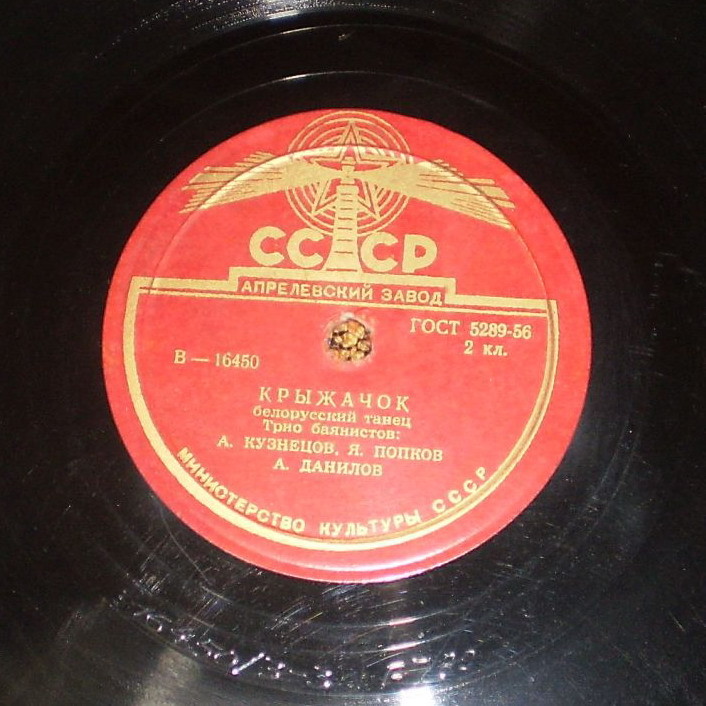 СССР
АПРЕЛЕВСКИЙ ЗАВОД
ГОСТ 5289-56
2 кл.
В — 16450
КРЫЖАЧОК
белорусский танец
Трио баянистов:
А. КУЗНЕЦОВ, Я. ПОПКОВ
А. ДАНИЛОВ
МИНИСТЕРСТВО КУЛЬТУРЫ СССР